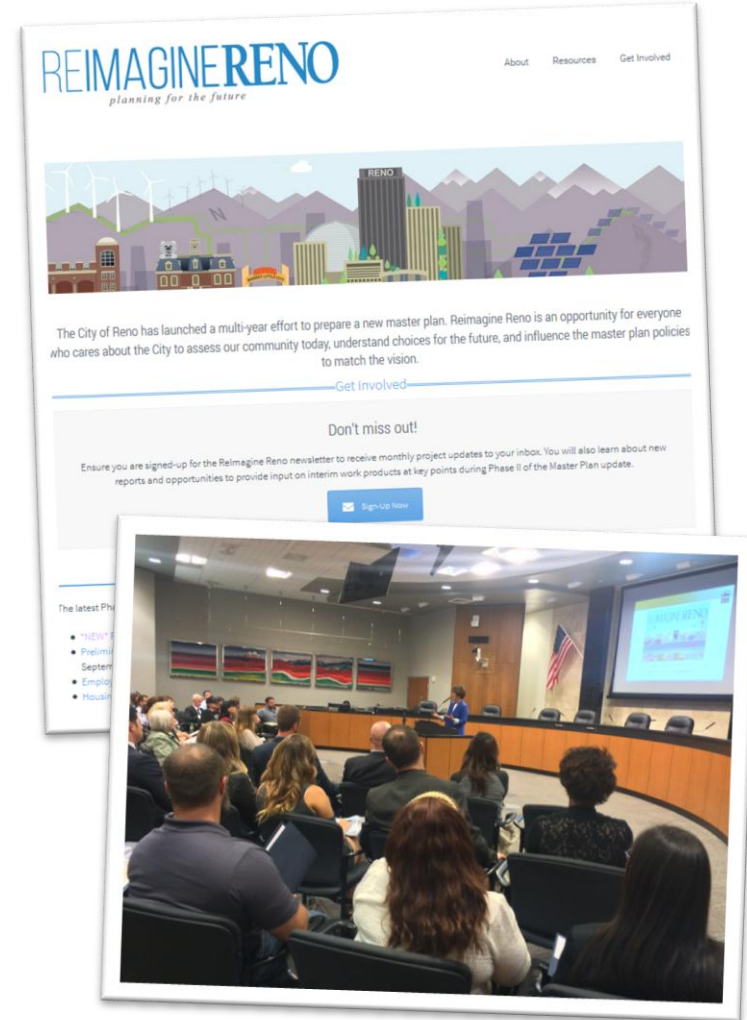 REIMAGINERENO
planning for the future
About Resources Get Involved
RENO
N
The City of Reno has launched a multi-year effort to prepare a new master plan. Reimagine Reno is an opportunity for everyone
who cares about the City to assess our community today, understand choices for the future, and influence the master plan policies
to match the vision.
Get Involved
Don't miss out!
Ensure you are signed-up for the ReImagine Reno newsletter to receive monthly project updates to your inbox. You will also learn about new
reports and opportunities to provide input on interim work products at key points during Phase II of the Master Plan update.
Sign-Up Now
The latest
*NEW*
REIMAGINERENO